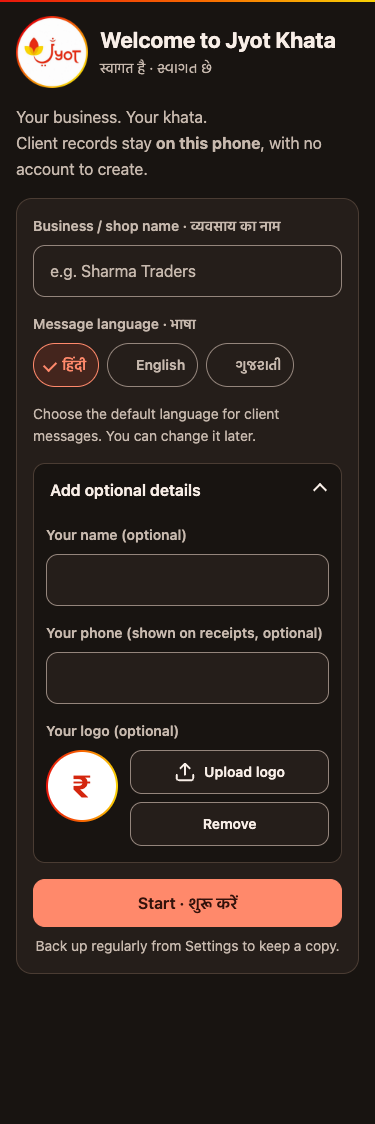 Jyot
Welcome to Jyot Khata
स्वागत है · સ્વાગત છે
Your business. Your khata.
Client records stay on this phone, with no
account to create.
Business / shop name · व्यवसाय का नाम
e.g. Sharma Traders
Message language · भाषा
हिंदी
English
ગુજરાતી
Choose the default language for client
messages. You can change it later.
Add optional details
Your name (optional)
Your phone (shown on receipts, optional)
Your logo (optional)
₹
Upload logo
Remove
Start · शुरू करें
Back up regularly from Settings to keep a copy.